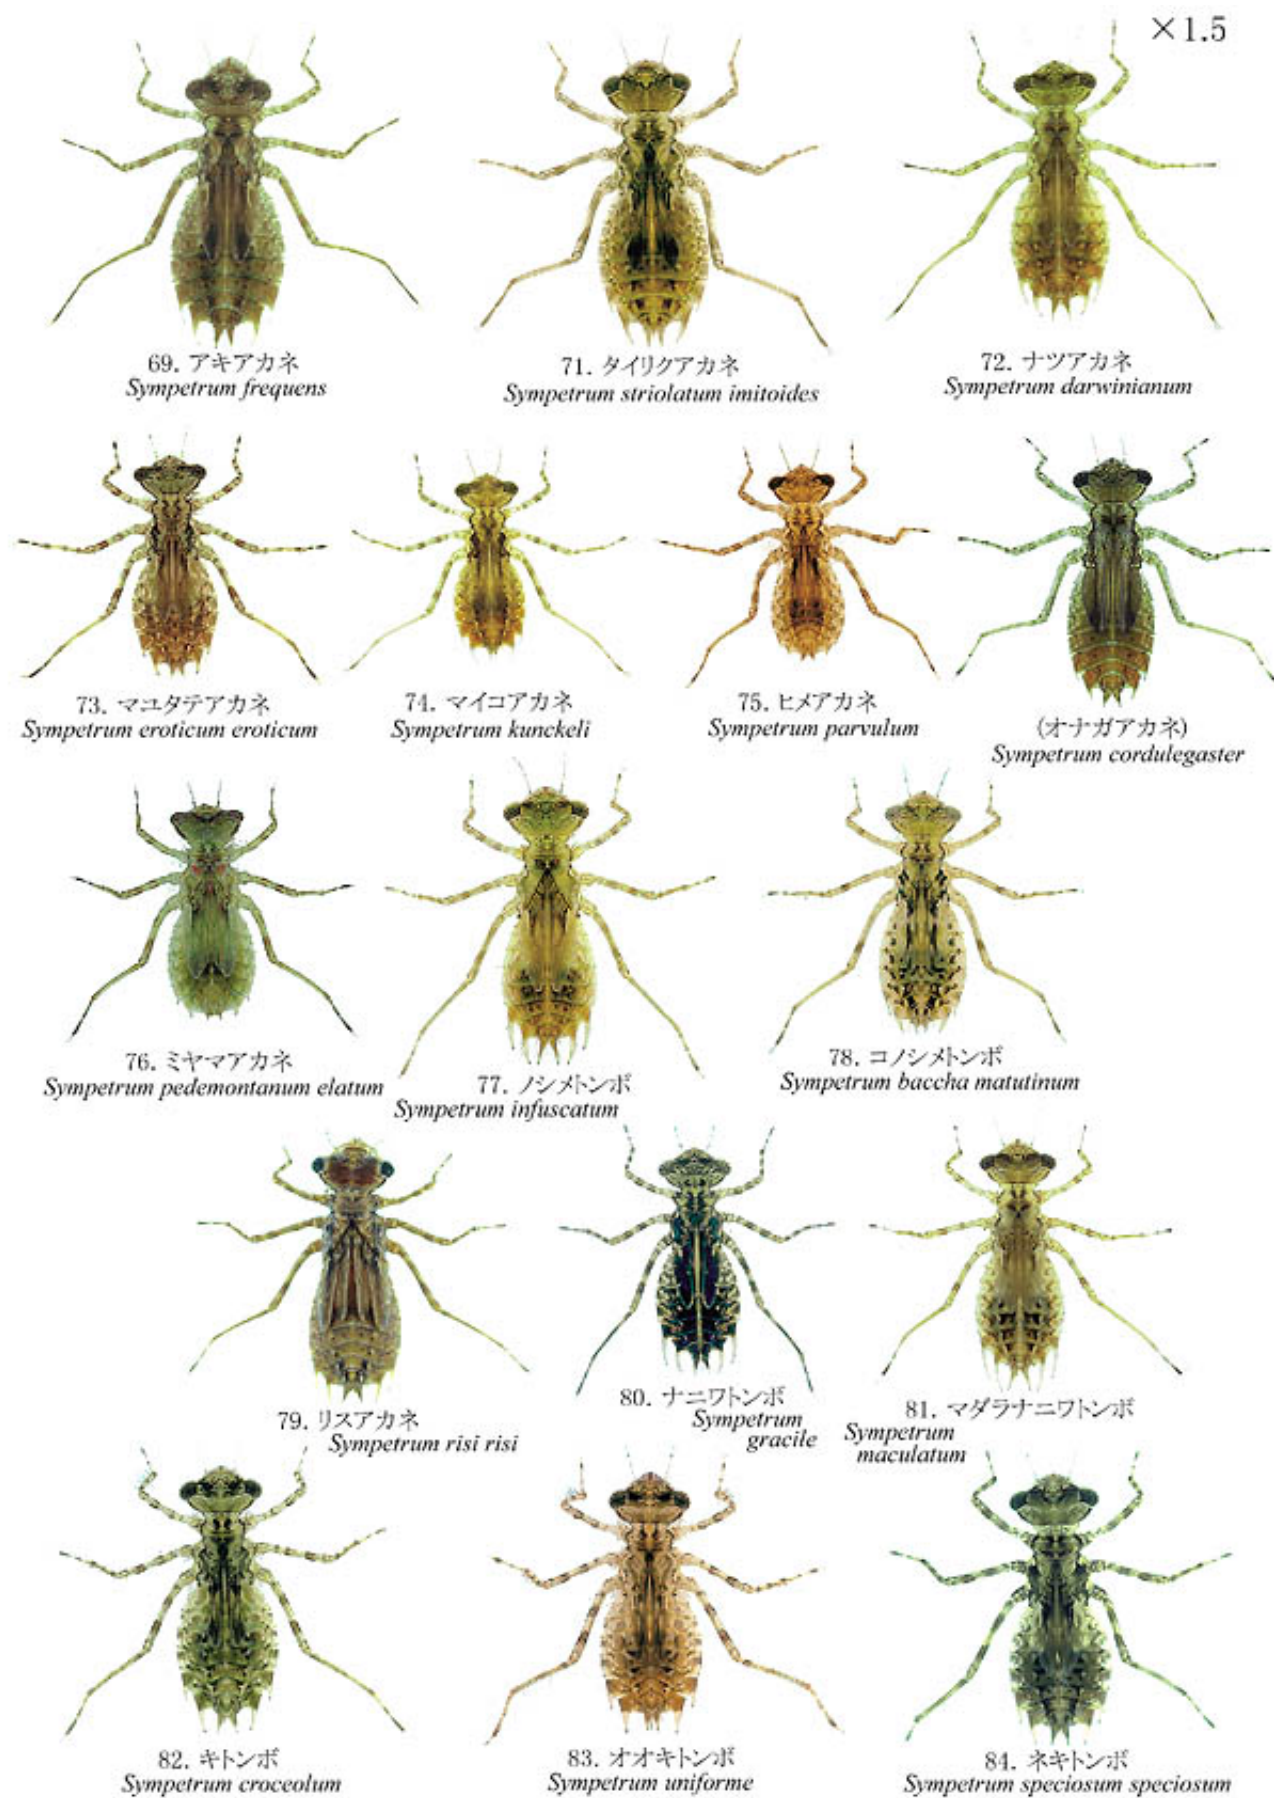 ×1.5
69. アキアカネ
Sympetrum frequens
71. タイリクアカネ
Sympetrum striolatum imitoides
72. ナツアカネ
Sympetrum darwinianum
73. マユタテアカネ
Sympetrum eroticum eroticum
74. マイコアカネ
Sympetrum kunckeli
75. ヒメアカネ
Sympetrum parvulum
(オナガアカネ)
Sympetrum cordulegaster
76. ミヤマアカネ
Sympetrum pedemontanum elatum
77. ノシメトンボ
Sympetrum infuscatum
78. コノシメトンボ
Sympetrum baccha matutinum
79. リスアカネ
Sympetrum risi risi
80. ナニワトンボ
Sympetrum
gracile
81. マダラナニワトンボ
Sympetrum
maculatum
82. キトンボ
Sympetrum croceolum
83. オオキトンボ
Sympetrum uniforme
84. ネキトンボ
Sympetrum speciosum speciosum